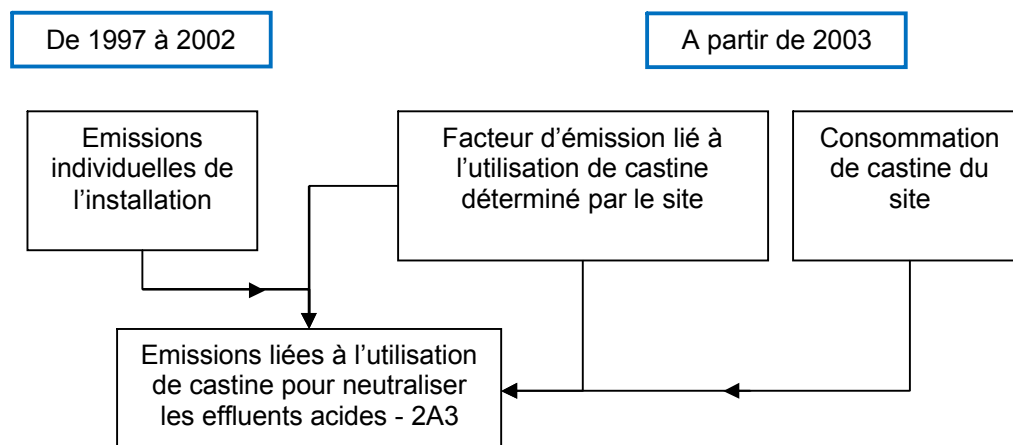 De 1997 à 2002
A partir de 2003
Emissions
individuelles de
l'installation
Facteur d'émission lié à
l'utilisation de castine
déterminé par le site
Consommation
de castine du
site
Emissions liées à l'utilisation
de castine pour neutraliser
les effluents acides - 2A3